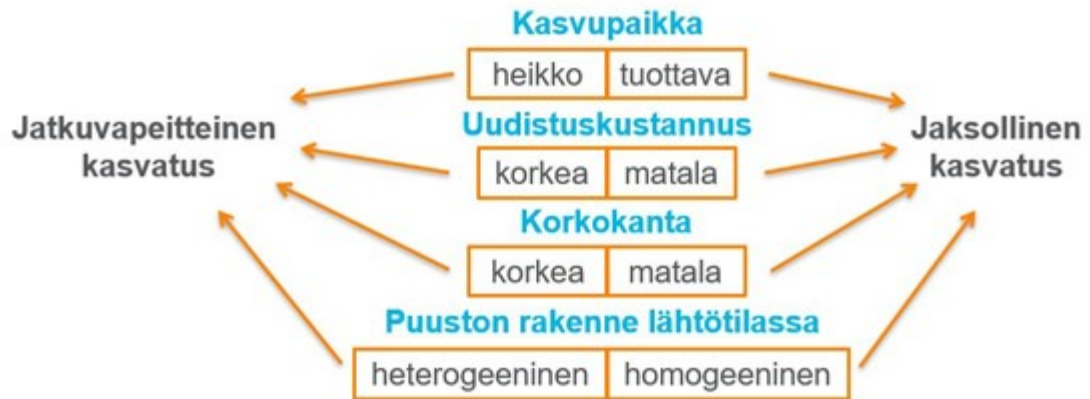 Kasvupaikka
heikko tuottava
Jatkuvapeitteinen
kasvatus
Uudistuskustannus
korkea matala
Jaksollinen
kasvatus
Korkokanta
korkea matala
Puuston rakenne lähtötilassa
heterogeeninen homogeeninen